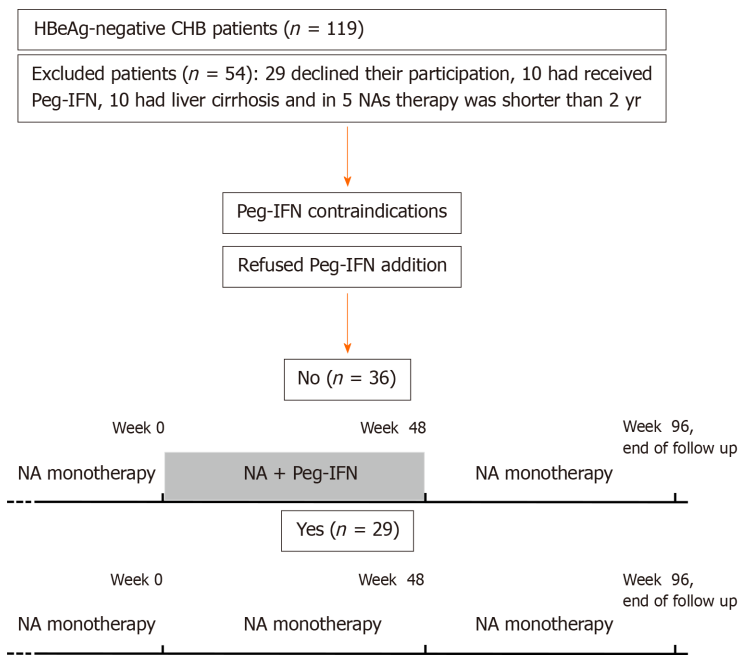 HBeAg-negative CHB patients (n = 119)
Excluded patients (n = 54): 29 declined their participation, 10 had received
Peg-IFN, 10 had liver cirrhosis and in 5 NAs therapy was shorter than 2 yr
Peg-IFN contraindications
Refused Peg-IFN addition
No (n = 36)
Week 0
Week 48
Week 96,
end of follow up
NA monotherapy
NA + Peg-IFN
NA monotherapy
Yes (n = 29)
Week 0
Week 48
Week 96,
end of follow up
NA monotherapy
NA monotherapy
NA monotherapy